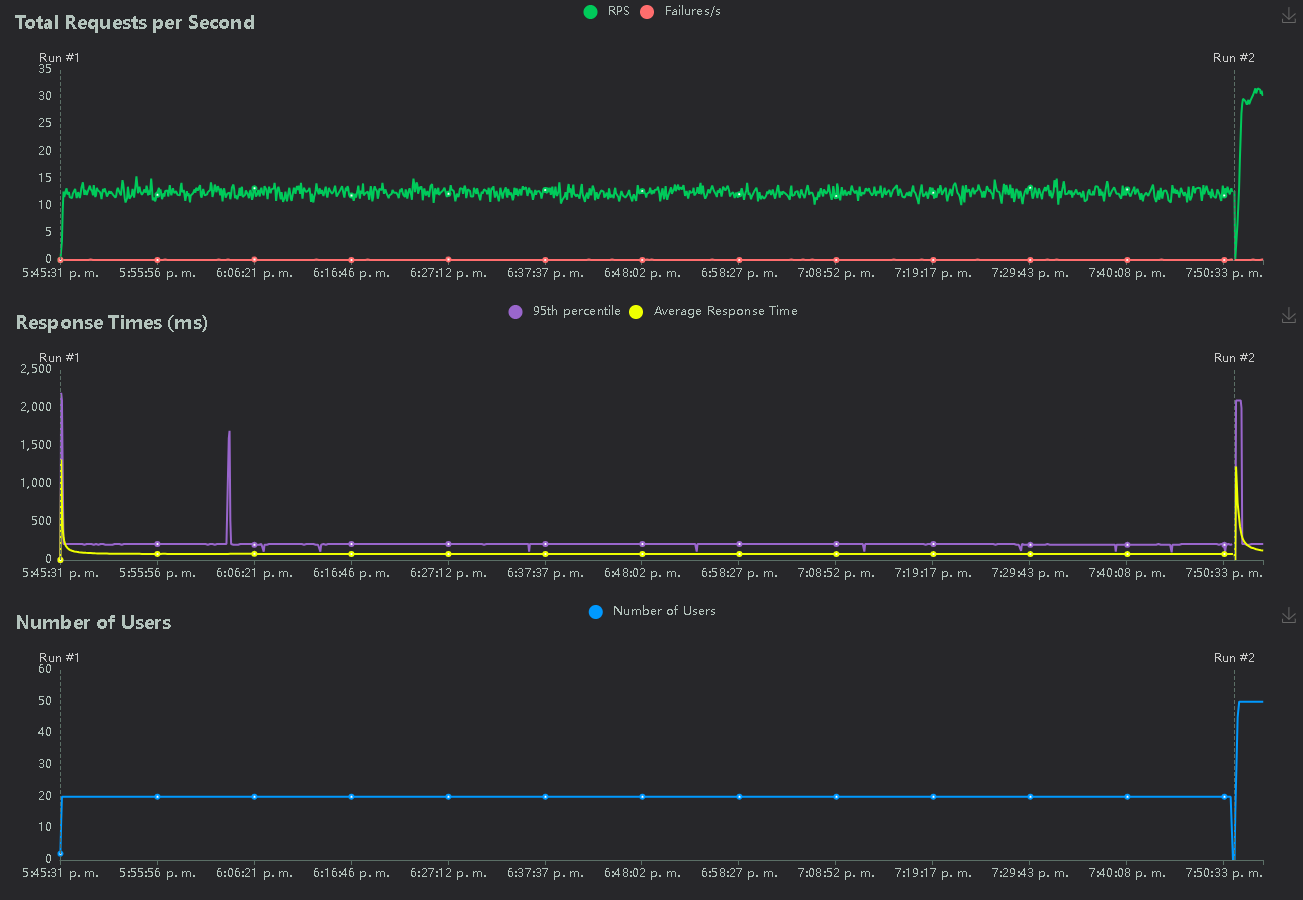 Total Requests per Second
RPS Failures/s
Run #1 Run #2
35
30
25
20
15
10
5
0
5:45:31 p. m. 5:55:56 p. m. 6:06:21 p. m. 6:16:46 p. m. 6:27:12 p. m. 6:37:37 p. m. 6:48:02 p. m. 6:58:27 p. m. 7:08:52 p. m. 7:19:17 p. m. 7:29:43 p. m. 7:40:08 p. m. 7:50:33 p. m.
Response Times (ms)
95th percentile Average Response Time
Run #1 Run #2
2,500
2,000
1,500
1,000
500
0
5:45:31 p. m. 5:55:56 p. m. 6:06:21 p. m. 6:16:46 p. m. 6:27:12 p. m. 6:37:37 p. m. 6:48:02 p. m. 6:58:27 p. m. 7:08:52 p. m. 7:19:17 p. m. 7:29:43 p. m. 7:40:08 p. m. 7:50:33 p. m.
Number of Users
Number of Users
Run #1 Run #2
60
50
40
30
20
10
0
5:45:31 p. m. 5:55:56 p. m. 6:06:21 p. m. 6:16:46 p. m. 6:27:12 p. m. 6:37:37 p. m. 6:48:02 p. m. 6:58:27 p. m. 7:08:52 p. m. 7:19:17 p. m. 7:29:43 p. m. 7:40:08 p. m. 7:50:33 p. m.